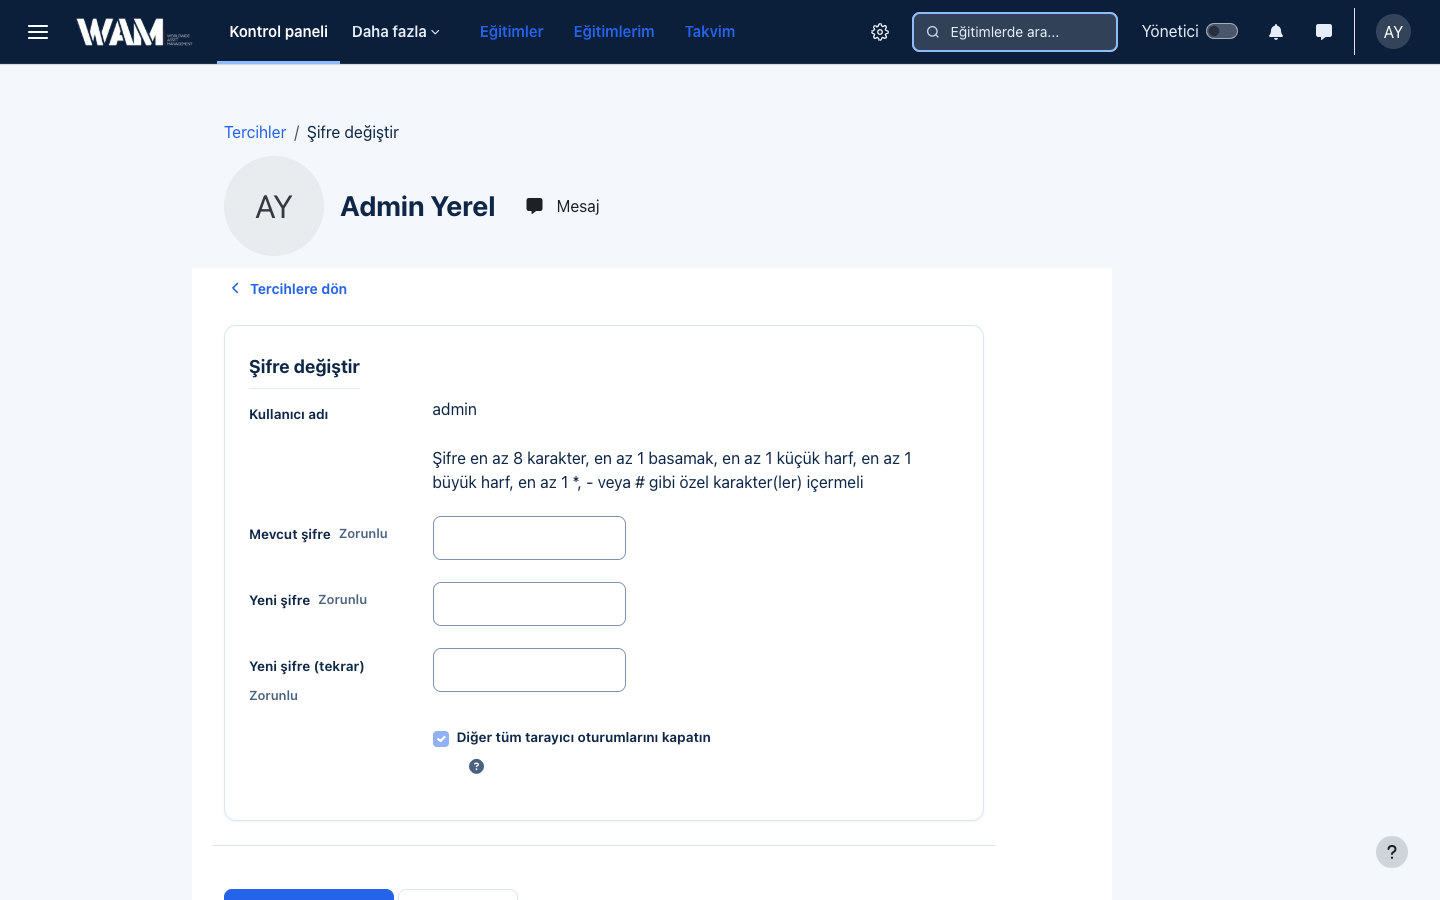 WAM
Kontrol paneli
Daha fazla
Eğitimler
Eğitimlerim
Takvim
Eğitimlerde ara...
Yönetici
AY
Tercihler / Şifre değiştir
AY
Admin Yerel
Mesaj
Tercihlere dön
Şifre değiştir
Kullanıcı adı
admin
Şifre en az 8 karakter, en az 1 basamak, en az 1 küçük harf, en az 1
büyük harf, en az 1 *, - veya # gibi özel karakter(ler) içermeli
Mevcut şifre Zorunlu
Yeni şifre Zorunlu
Yeni şifre (tekrar)
Zorunlu
Diğer tüm tarayıcı oturumlarını kapatın
?
?